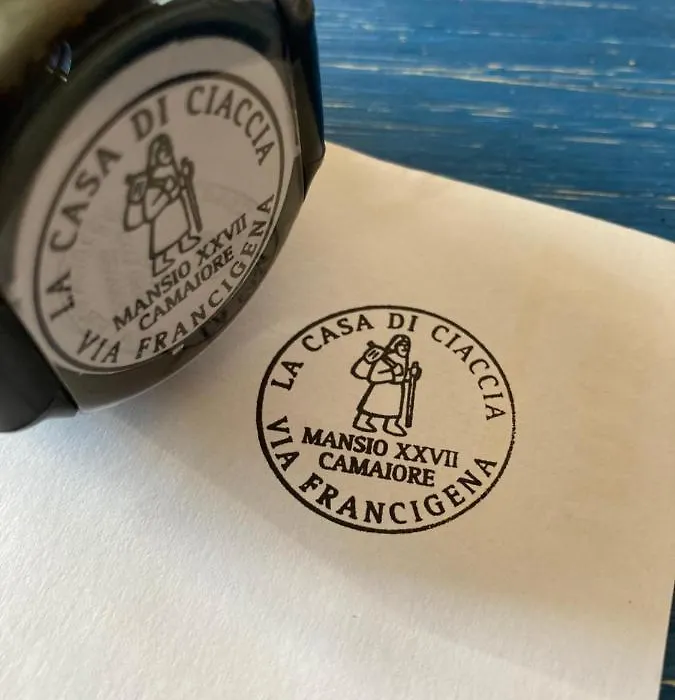 LA CASA DI CIACCIA
MANSIO XXVII
CAMAIORE
VIA FRANCIGENA
LA CASA DI CIACCIA
MANSIO XXVII
CAMAIORE
VIA FRANCIGENA